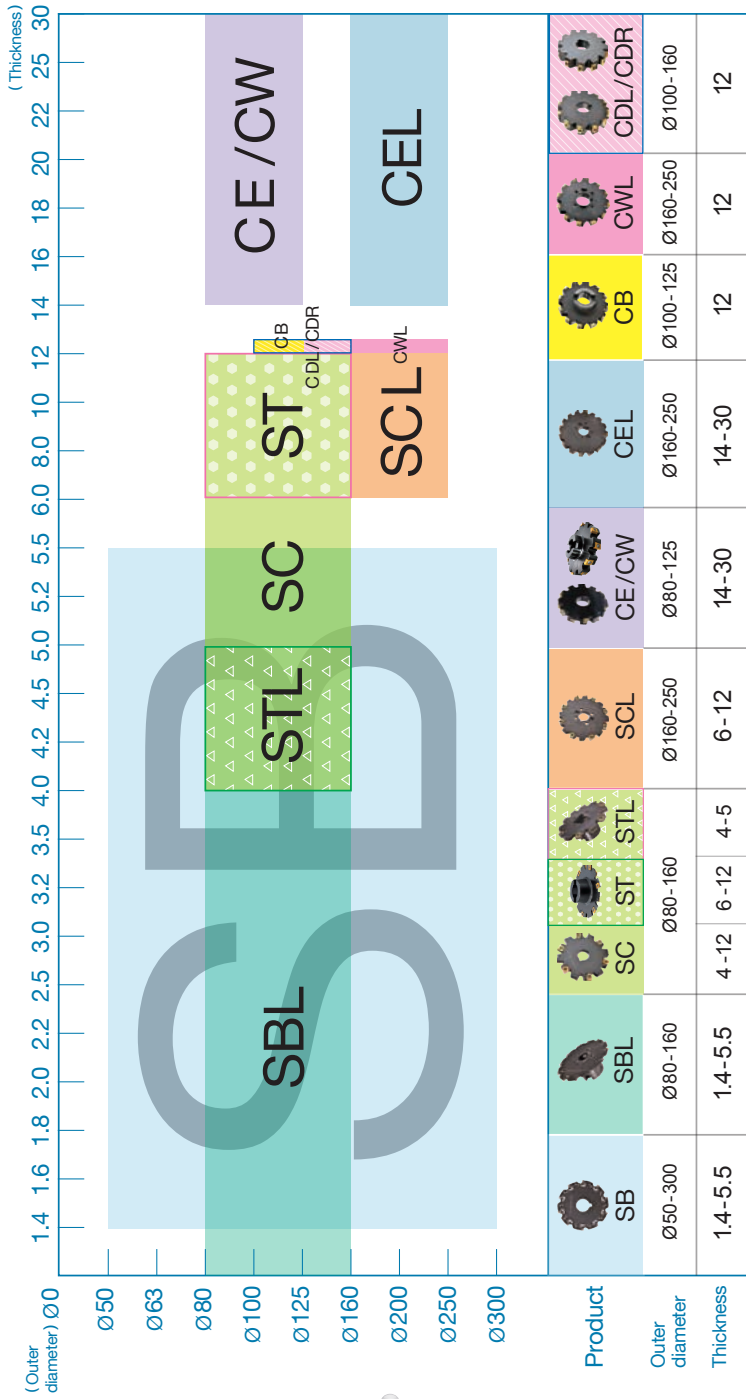 (Thickness)
1.4 1.6 1.8 2.0 2.2 2.5 3.0 3.2 3.5 4.0 4.2 4.5 5.0 5.2 5.5 6.0 8.0 10 12 14 16 18 20 22 25 30
(Outer
diameter)
Ø0
Ø50
Ø63
Ø80
Ø100
Ø125
Ø160
Ø200
Ø250
Ø300
SB
SBL
STL
SC
ST
CB
CDL/CDR
SCL
CWL
CE/CW
CEL
Product SB SBL SC ST STL SCL CE/CW CEL CB CWL CDL/CDR
Outer
diameter
Ø50-300 Ø80-160 Ø80-160 Ø160-250 Ø80-125 Ø160-250 Ø100-125 Ø160-250 Ø100-160
Thickness 1.4-5.5 1.4-5.5 4-12 6-12 4-5 6-12 14-30 14-30 12 12 12